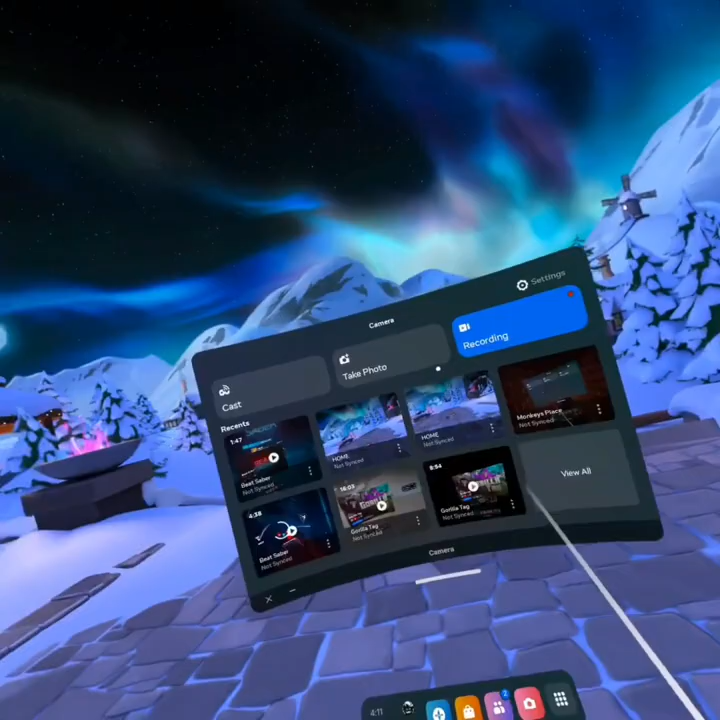 Settings
Camera
Cast
Take Photo
Recording
Recents
1:47
Beat Saber
Not Synced
HOME
Not Synced
HOME
Not Synced
Monkeys Place
Not Synced
4:38
Beat Saber
Not Synced
16:03
Gorilla Tag
Not Synced
8:54
Gorilla Tag
Not Synced
View All
Camera
4:11
2